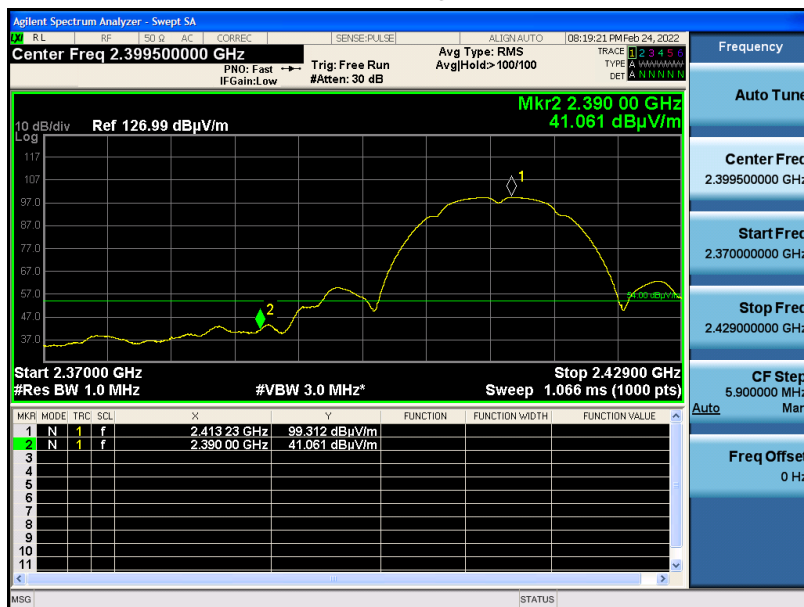 Agilent Spectrum Analyzer - Swept SA
LXI RL RF 50 Ω AC CORREC SENSE:PULSE ALIGN AUTO 08:19:21 PM Feb 24, 2022
Center Freq 2.399500000 GHz
PNO: Fast
IFGain:Low
Trig: Free Run
#Atten: 30 dB
Avg Type: RMS
Avg|Hold:>100/100
TRACE 1 2 3 4 5 6
TYPE A WWWWW
DET A N N N N N
Mkr2 2.390 00 GHz
41.061 dBµV/m
10 dB/div Ref 126.99 dBµV/m
Log
117
107
97.0
87.0
77.0
67.0
57.0
47.0
37.0
1
2
54.00 dBµV/m
Start 2.37000 GHz Stop 2.42900 GHz
#Res BW 1.0 MHz #VBW 3.0 MHz* Sweep 1.066 ms (1000 pts)
MKR MODE TRC SCL X Y FUNCTION FUNCTION WIDTH FUNCTION VALUE
1 N 1 f 2.413 23 GHz 99.312 dBµV/m
2 N 1 f 2.390 00 GHz 41.061 dBµV/m
3
4
5
6
7
8
9
10
11
MSG STATUS
Frequency
Auto Tune
Center Freq
2.399500000 GHz
Start Freq
2.370000000 GHz
Stop Freq
2.429000000 GHz
CF Step
5.900000 MHz
Auto Man
Freq Offset
0 Hz